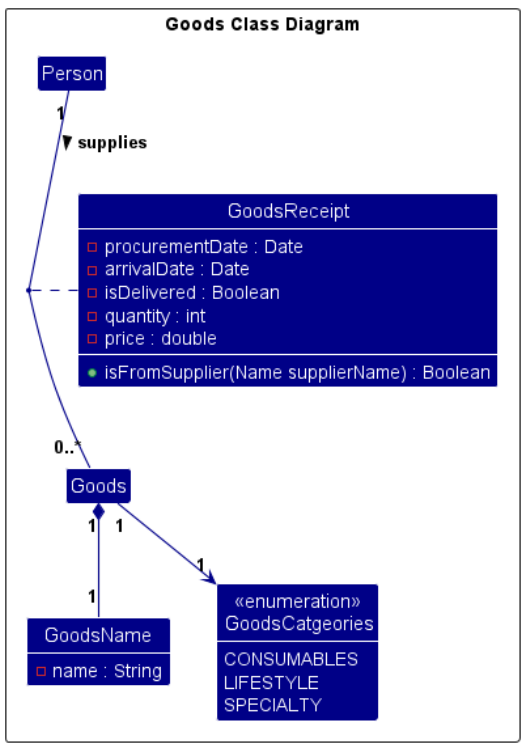 Goods Class Diagram
Person
1
supplies
GoodsReceipt
procurementDate : Date
arrivalDate : Date
isDelivered : Boolean
quantity : int
price : double
isFromSupplier(Name supplierName) : Boolean
0..*
Goods
1 1
1
1
GoodsName
name : String
«enumeration»
GoodsCatgeories
CONSUMABLES
LIFESTYLE
SPECIALTY